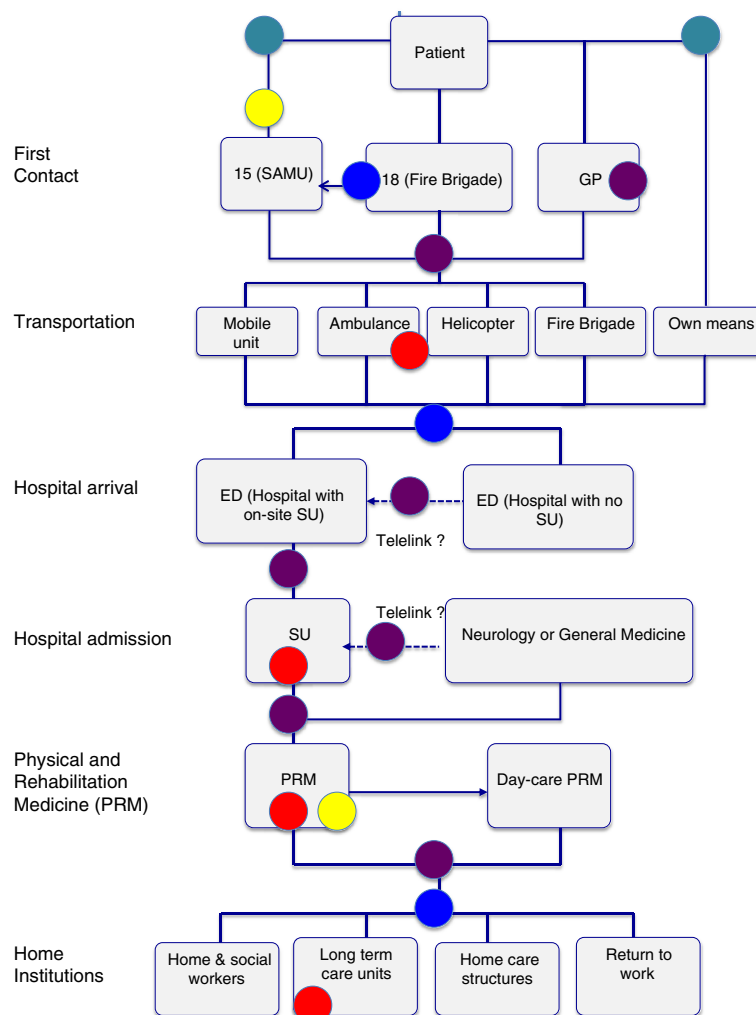 Patient
First
Contact
15 (SAMU)
18 (Fire Brigade)
GP
Transportation
Mobile
unit
Ambulance
Helicopter
Fire Brigade
Own means
Hospital arrival
ED (Hospital with
on-site SU)
ED (Hospital with no
SU)
Telelink ?
Hospital admission
SU
Telelink ?
Neurology or General Medicine
Physical and
Rehabilitation
Medicine (PRM)
PRM
Day-care PRM
Home
Institutions
Home & social
workers
Long term
care units
Home care
structures
Return to
work